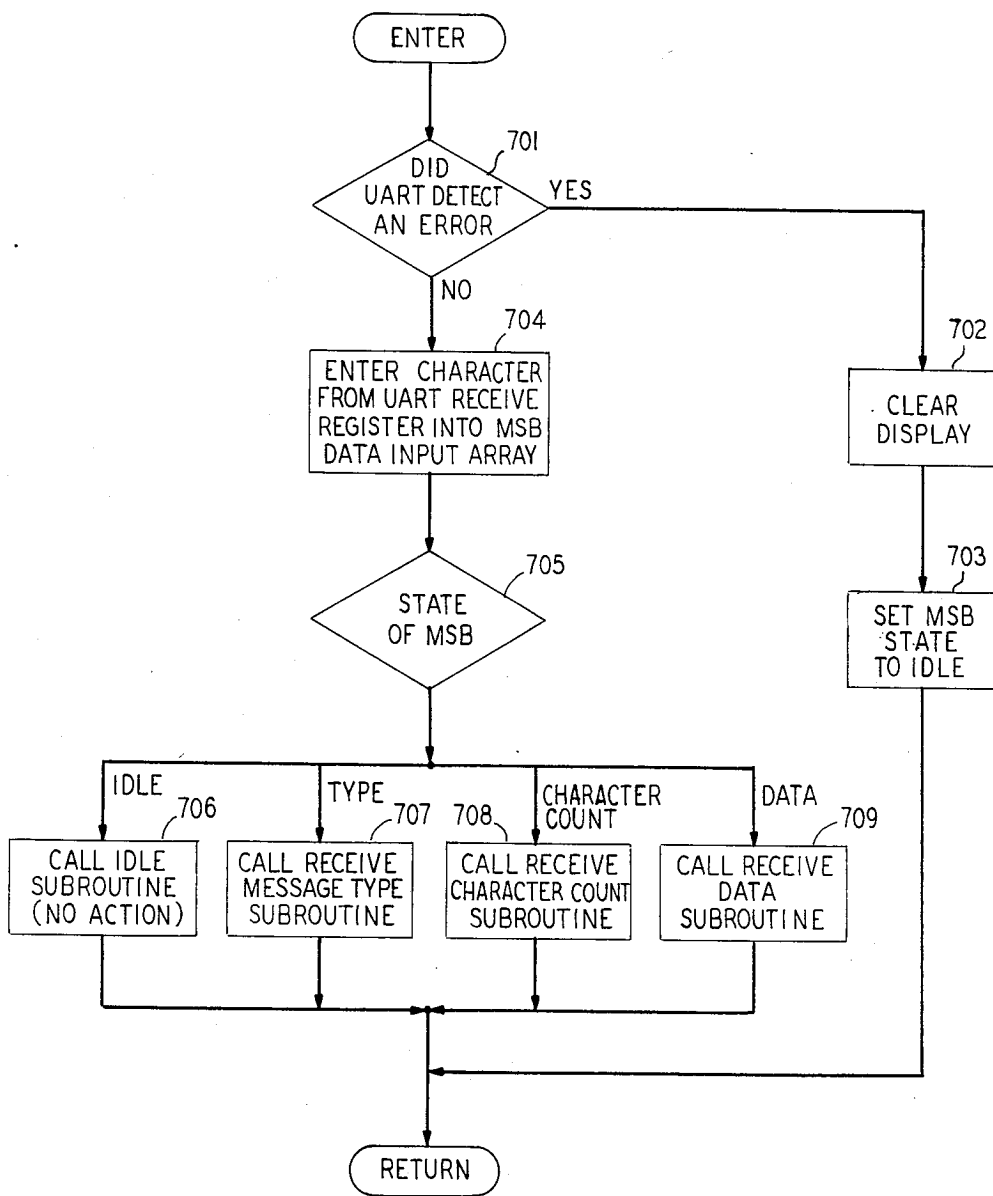 ENTER
701
DID
UART DETECT
AN ERROR
YES
NO
704
ENTER CHARACTER
FROM UART RECEIVE
REGISTER INTO MSB
DATA INPUT ARRAY
702
CLEAR
DISPLAY
705
STATE
OF MSB
703
SET MSB
STATE
TO IDLE
IDLE
706
CALL IDLE
SUBROUTINE
(NO ACTION)
TYPE
707
CALL RECEIVE
MESSAGE TYPE
SUBROUTINE
CHARACTER
COUNT
708
CALL RECEIVE
CHARACTER COUNT
SUBROUTINE
DATA
709
CALL RECEIVE
DATA
SUBROUTINE
RETURN